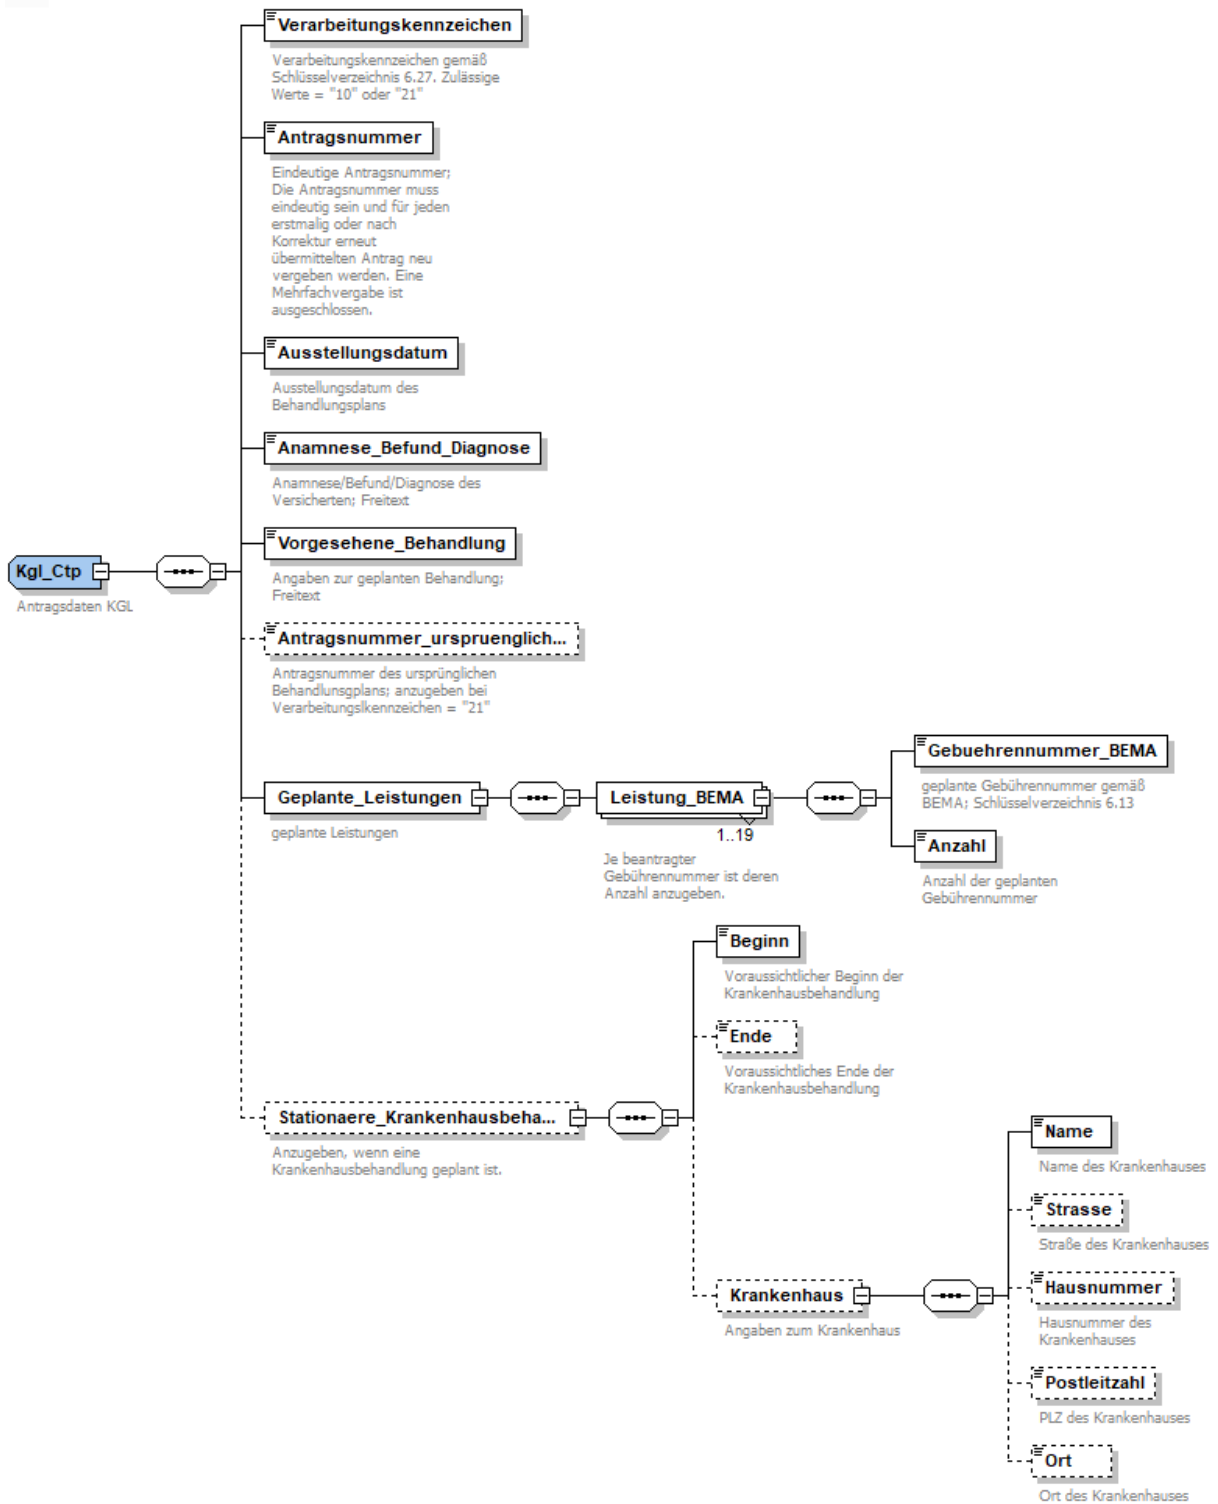 Verarbeitungskennzeichen
Verarbeitungskennzeichen gemäß
Schlüsselverzeichnis 6.27. Zulässige
Werte = "10" oder "21"
Antragsnummer
Eindeutige Antragsnummer;
Die Antragsnummer muss
eindeutig sein und für jeden
erstmalig oder nach
Korrektur erneut
übermittelten Antrag neu
vergeben werden. Eine
Mehrfachvergabe ist
ausgeschlossen.
Ausstellungsdatum
Ausstellungsdatum des
Behandlungsplans
Anamnese_Befund_Diagnose
Anamnese/Befund/Diagnose des
Versicherten; Freitext
Vorgesehene_Behandlung
Angaben zur geplanten Behandlung;
Freitext
Kgl_Ctp
Antragsdaten KGL
Antragsnummer_urspruenglich...
Antragsnummer des ursprünglichen
Behandlunsgplans; anzugeben bei
Verarbeitungslkennzeichen = "21"
Geplante_Leistungen
geplante Leistungen
Leistung_BEMA
1..19
Je beantragter
Gebührennummer ist deren
Anzahl anzugeben.
Gebuehrennummer_BEMA
geplante Gebührennummer gemäß
BEMA; Schlüsselverzeichnis 6.13
Anzahl
Anzahl der geplanten
Gebührennummer
Beginn
Voraussichtlicher Beginn der
Krankenhausbehandlung
Ende
Voraussichtliches Ende der
Krankenhausbehandlung
Stationaere_Krankenhausbeha...
Anzugeben, wenn eine
Krankenhausbehandlung geplant ist.
Krankenhaus
Angaben zum Krankenhaus
Name
Name des Krankenhauses
Strasse
Straße des Krankenhauses
Hausnummer
Hausnummer des
Krankenhauses
Postleitzahl
PLZ des Krankenhauses
Ort
Ort des Krankenhauses